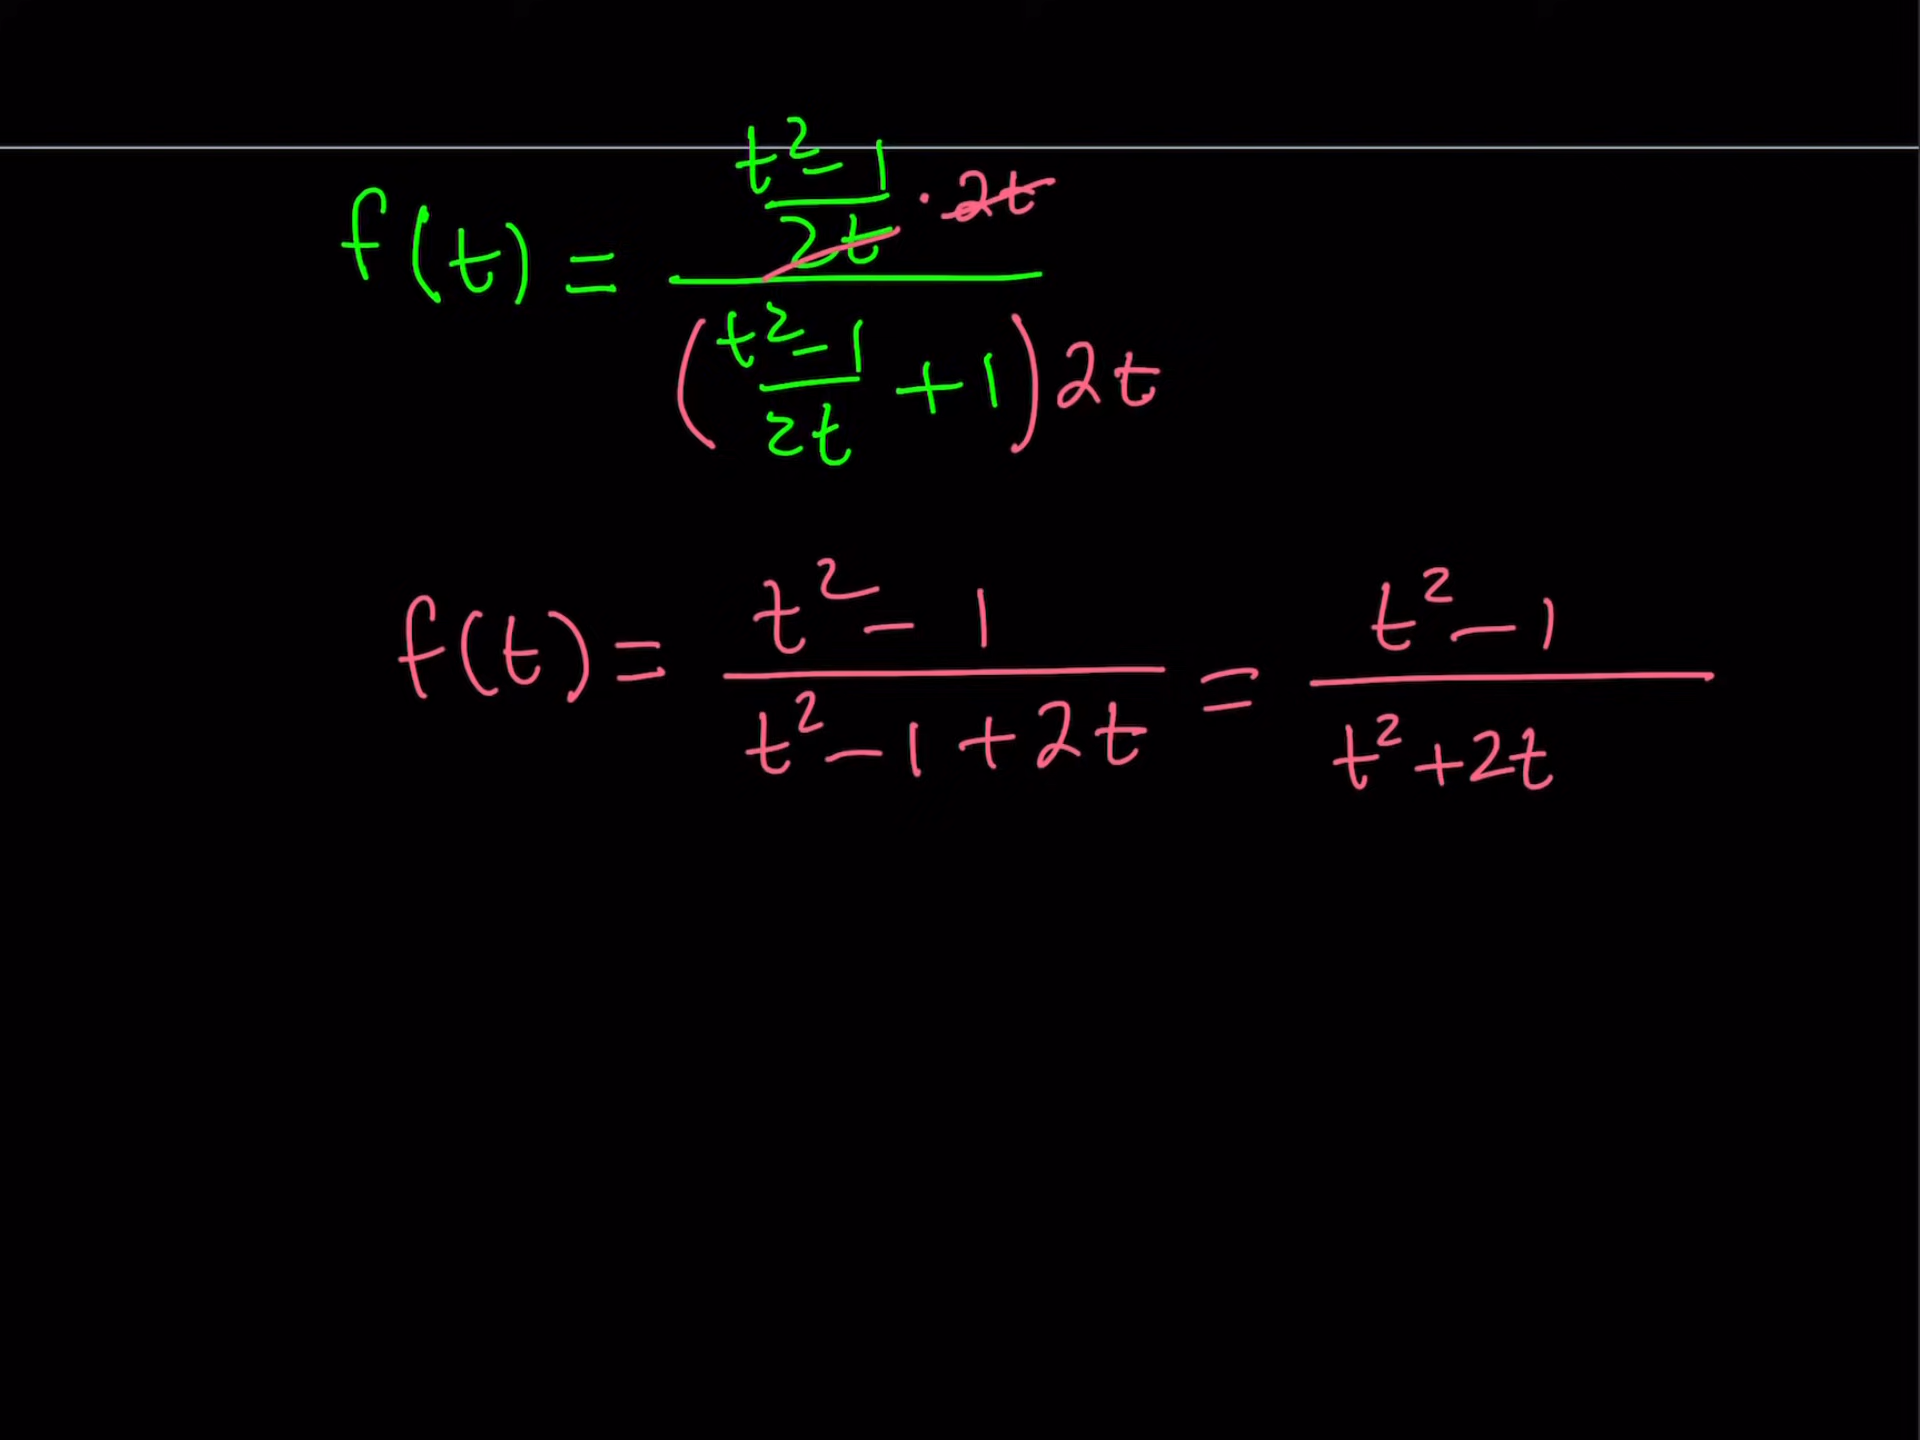 f(t) = ((t² - 1)/(2t) · 2t)/(((t² - 1)/(2t) + 1) 2t)
f(t) = (t² - 1)/(t² - 1 + 2t) = (t² - 1)/(t² + 2t)